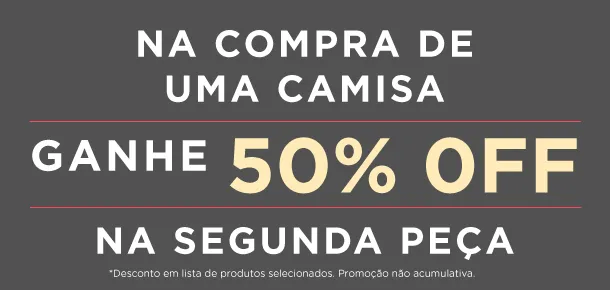 NA COMPRA DE
UMA CAMISA
GANHE 50% OFF
NA SEGUNDA PEÇA
*Desconto em lista de produtos selecionados. Promoção não acumulativa.